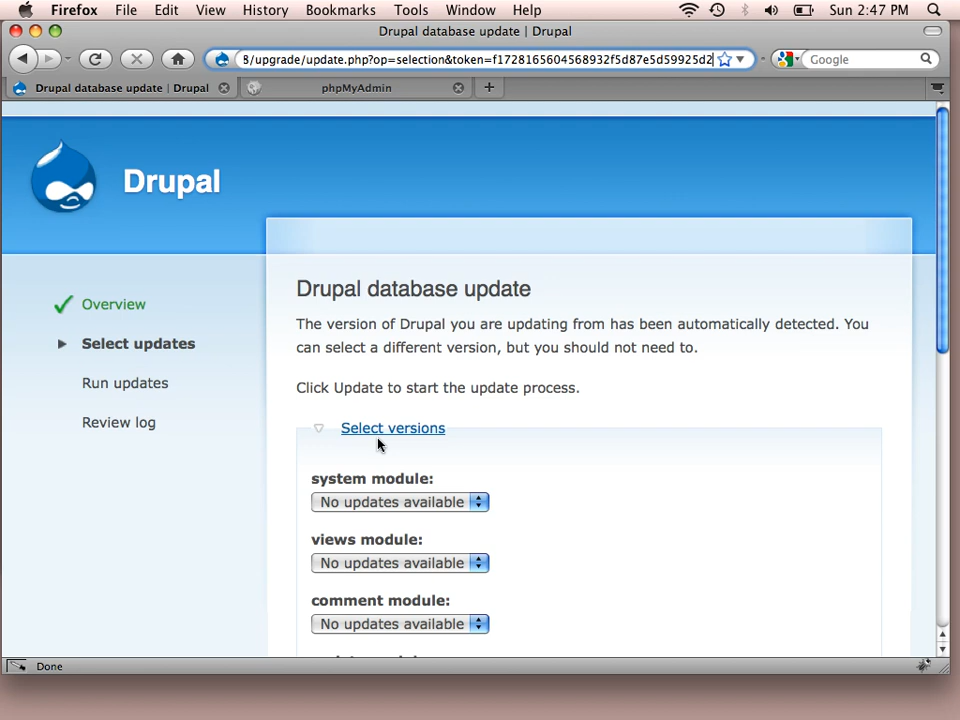 Firefox File Edit View History Bookmarks Tools Window Help Sun 2:47 PM
Drupal database update | Drupal
8/upgrade/update.php?op=selection&token=f1728165604568932f5d87e5d59925d2 Google
Drupal database update | Drupal phpMyAdmin
Drupal
Overview
Select updates
Run updates
Review log
Drupal database update
The version of Drupal you are updating from has been automatically detected. You
can select a different version, but you should not need to.
Click Update to start the update process.
Select versions
system module:
No updates available
views module:
No updates available
comment module:
No updates available
Done